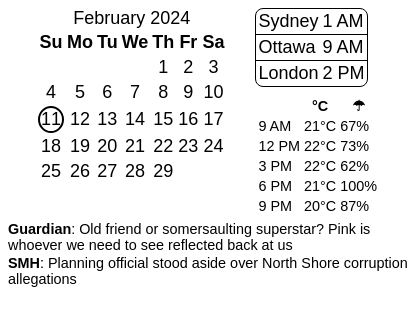 February 2024
Su Mo Tu We Th Fr Sa
1 2 3
4 5 6 7 8 9 10
11 12 13 14 15 16 17
18 19 20 21 22 23 24
25 26 27 28 29
Sydney 1 AM
Ottawa 9 AM
London 2 PM
°C ☂
9 AM 21°C 67%
12 PM 22°C 73%
3 PM 22°C 62%
6 PM 21°C 100%
9 PM 20°C 87%
Guardian: Old friend or somersaulting superstar? Pink is
whoever we need to see reflected back at us
SMH: Planning official stood aside over North Shore corruption
allegations